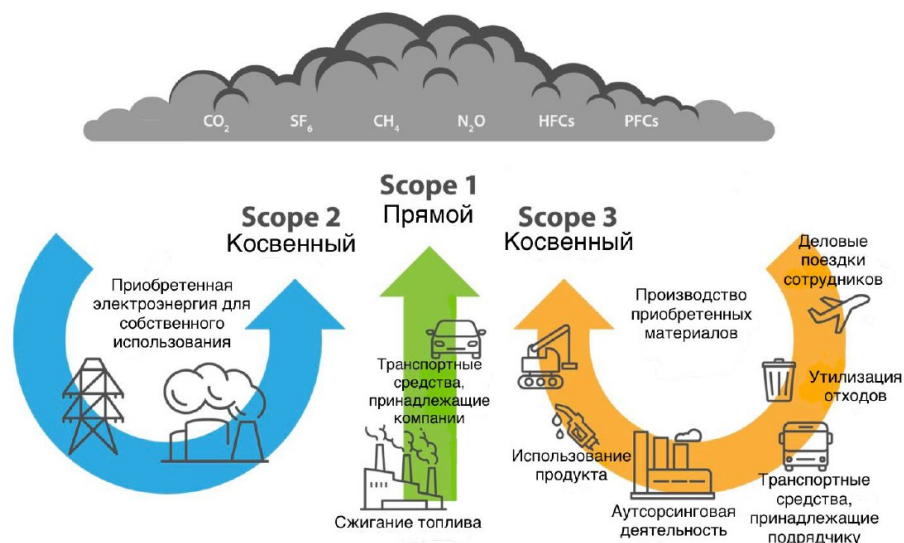 CO₂ SF₆ CH₄ N₂O HFCs PFCs
Scope 1
Прямой
Scope 2
Косвенный
Scope 3
Косвенный
Приобретенная
электроэнергия для
собственного
использования
Транспортные
средства,
принадлежащие
компании
Сжигание топлива
Производство
приобретенных
материалов
Деловые
поездки
сотрудников
Утилизация
отходов
Транспортные
средства,
принадлежащие
подрядчику
Аутсорсинговая
деятельность
Использование
продукта